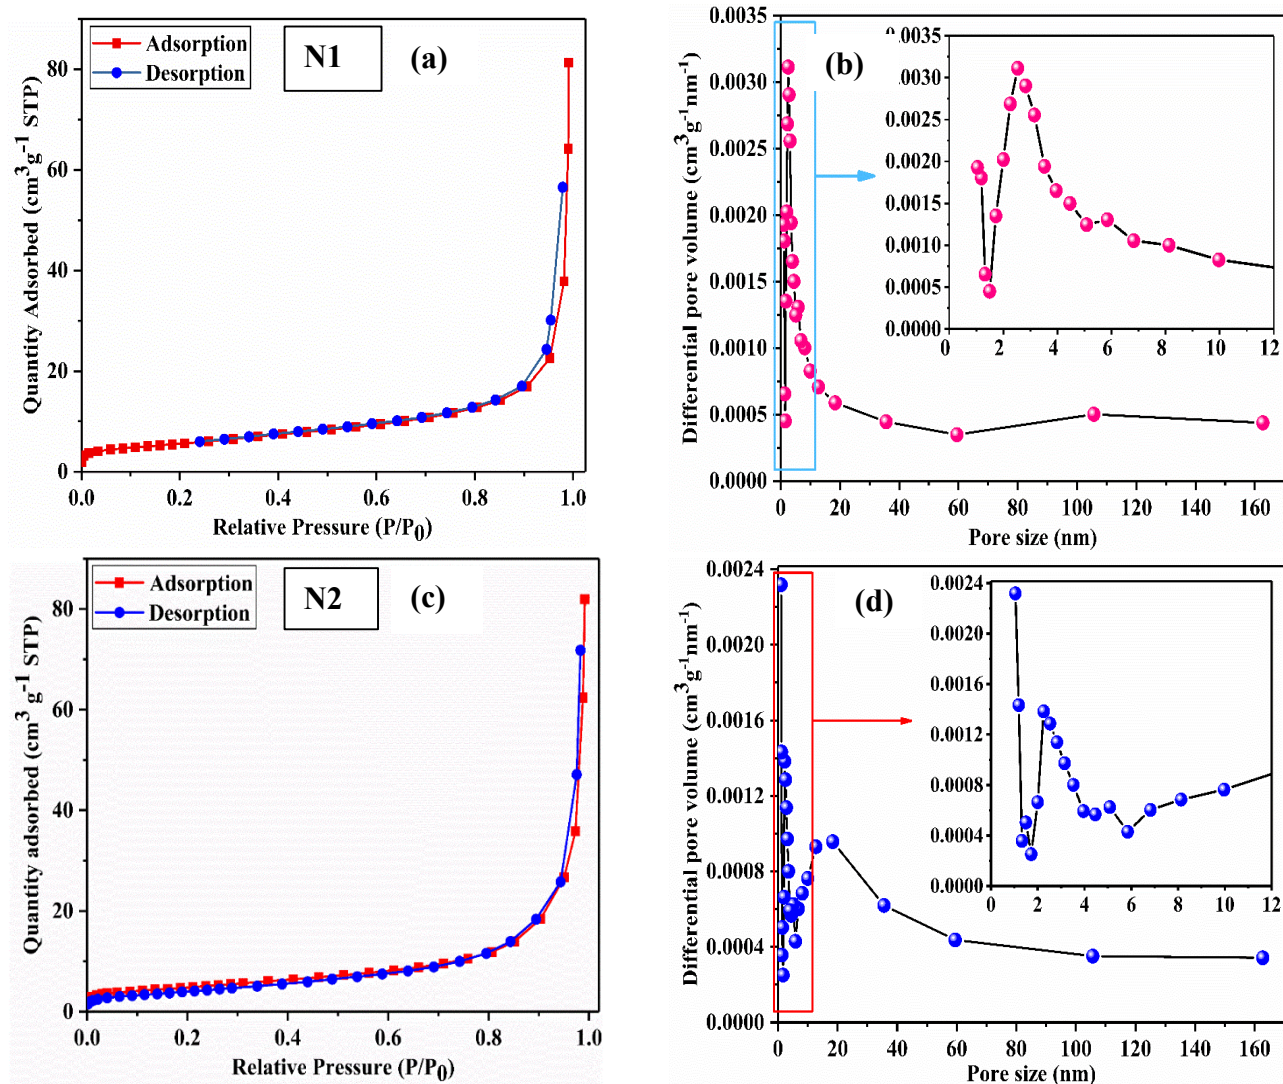 Adsorption
Desorption
N1
(a)
Quantity Adsorbed (cm³g⁻¹ STP)
80
60
40
20
0
0.0 0.2 0.4 0.6 0.8 1.0
Relative Pressure (P/P₀)
(b)
Differential pore volume (cm³g⁻¹nm⁻¹)
0.0035
0.0030
0.0025
0.0020
0.0015
0.0010
0.0005
0.0000
0 20 40 60 80 100 120 140 160
Pore size (nm)
.0035
0.0030
0.0025
0.0020
0.0015
0.0010
0.0005
0.0000
0 2 4 6 8 10 12
Adsorption
Desorption
N2
(c)
Quantity adsorbed (cm³ g⁻¹ STP)
80
60
40
20
0
0.0 0.2 0.4 0.6 0.8 1.0
Relative Pressure (P/P₀)
(d)
Differential pore volume (cm³g⁻¹nm⁻¹)
0.0024
0.0020
0.0016
0.0012
0.0008
0.0004
0.0000
0 20 40 60 80 100 120 140 160
Pore size (nm)
0.0024
0.0020
0.0016
0.0012
0.0008
0.0004
0.0000
0 2 4 6 8 10 12